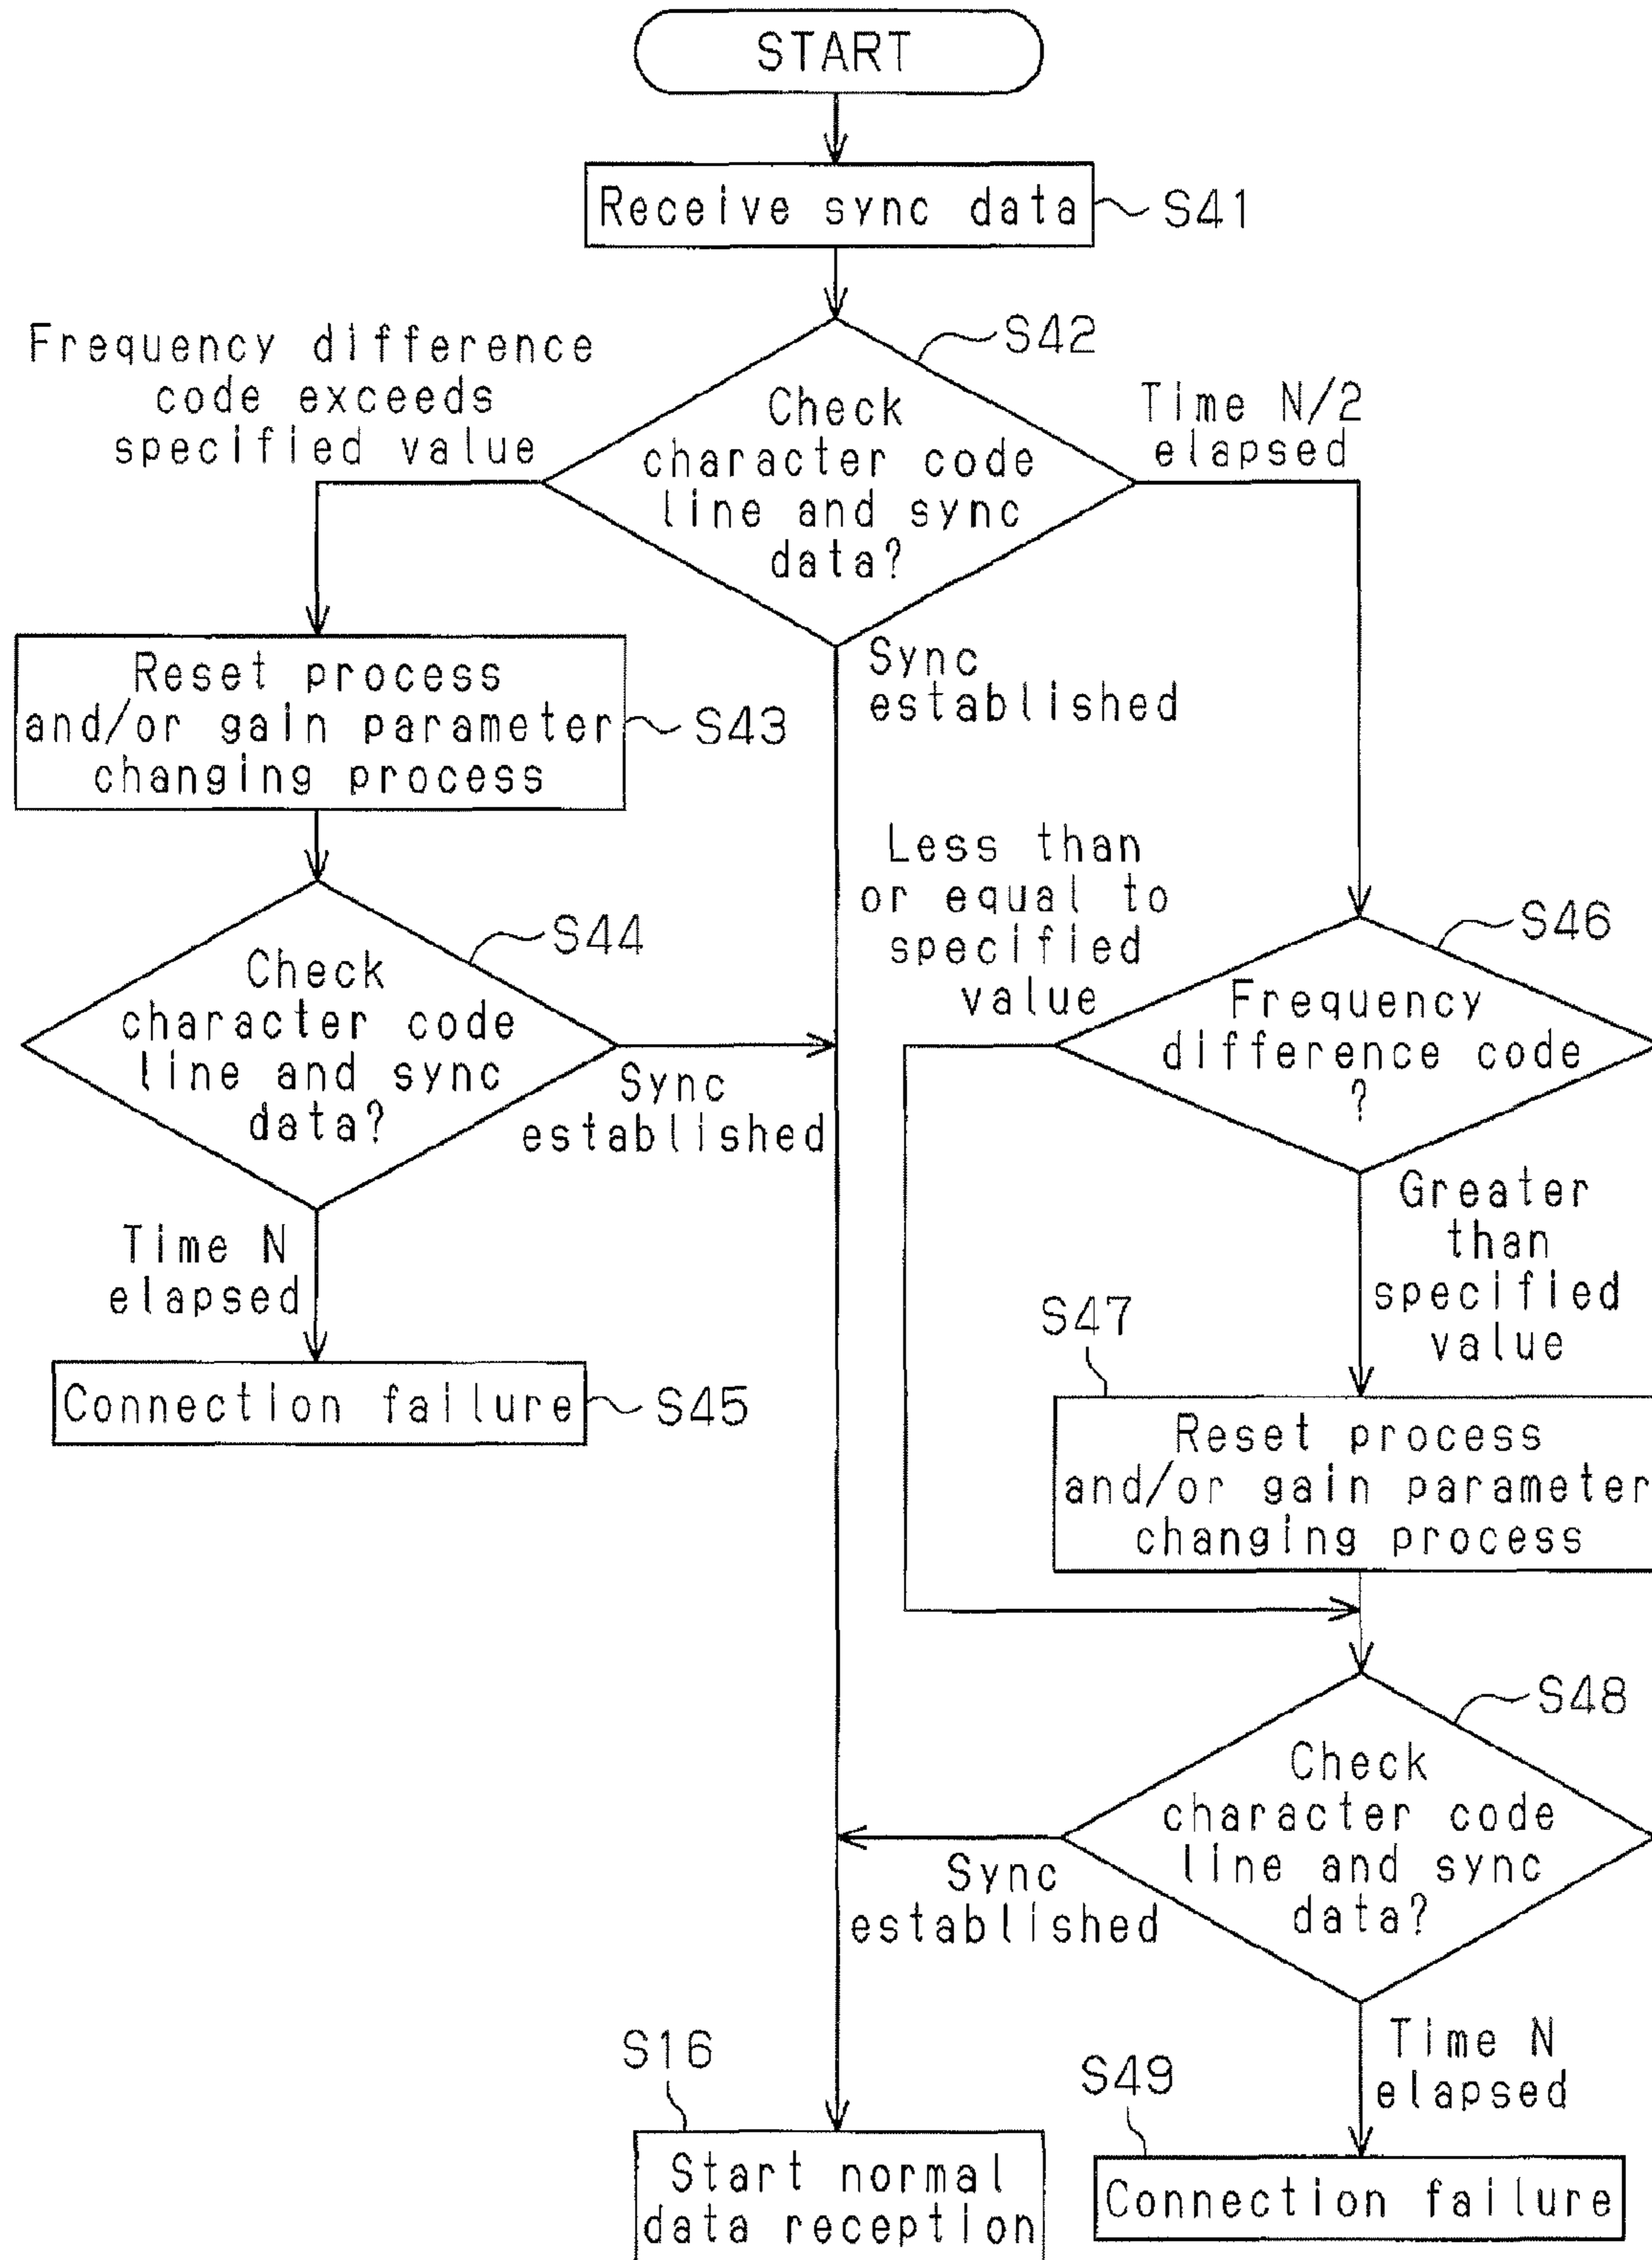 START
Receive sync data
S41
S42
Frequency difference
code exceeds
specified value
Check
character code
line and sync
data?
Time N/2
elapsed
Sync
established
Reset process
and/or gain parameter
changing process
S43
Less than
or equal to
specified
value
S44
Check
character code
line and sync
data?
Sync
established
S46
Frequency
difference code
?
Time N
elapsed
Greater
than
specified
value
Connection failure
S45
S47
Reset process
and/or gain parameter
changing process
S48
Check
character code
line and sync
data?
Sync
established
Time N
elapsed
S16
Start normal
data reception
S49
Connection failure